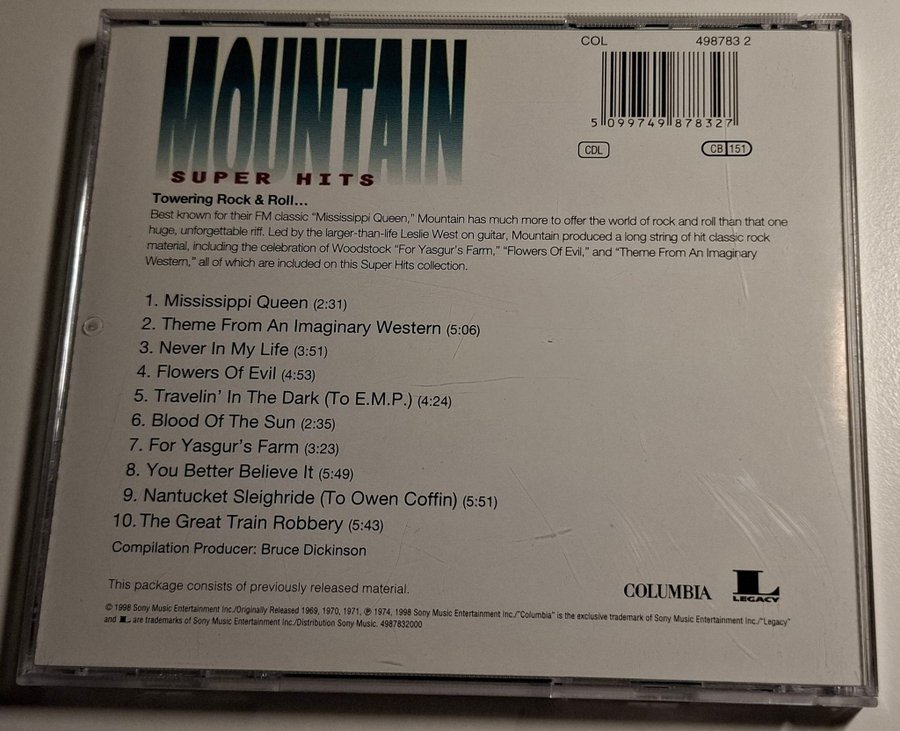 MOUNTAIN
SUPER HITS
COL 498783 2
5 099749 878327
CDL
CB 151
Towering Rock & Roll...
Best known for their FM classic “Mississippi Queen,” Mountain has much more to offer the world of rock and roll than that one
huge, unforgettable riff. Led by the larger-than-life Leslie West on guitar, Mountain produced a long string of hit classic rock
material, including the celebration of Woodstock “For Yasgur's Farm,” “Flowers Of Evil,” and “Theme From An Imaginary
Western,” all of which are included on this Super Hits collection.
1. Mississippi Queen (2:31)
2. Theme From An Imaginary Western (5:06)
3. Never In My Life (3:51)
4. Flowers Of Evil (4:53)
5. Travelin' In The Dark (To E.M.P.) (4:24)
6. Blood Of The Sun (2:35)
7. For Yasgur's Farm (3:23)
8. You Better Believe It (5:49)
9. Nantucket Sleighride (To Owen Coffin) (5:51)
10. The Great Train Robbery (5:43)
Compilation Producer: Bruce Dickinson
This package consists of previously released material.
COLUMBIA
L
LEGACY
© 1998 Sony Music Entertainment Inc./Originally Released 1969, 1970, 1971, ℗ 1974, 1998 Sony Music Entertainment Inc./“Columbia” is the exclusive trademark of Sony Music Entertainment Inc./“Legacy”
and L are trademarks of Sony Music Entertainment Inc./Distribution Sony Music. 4987832000